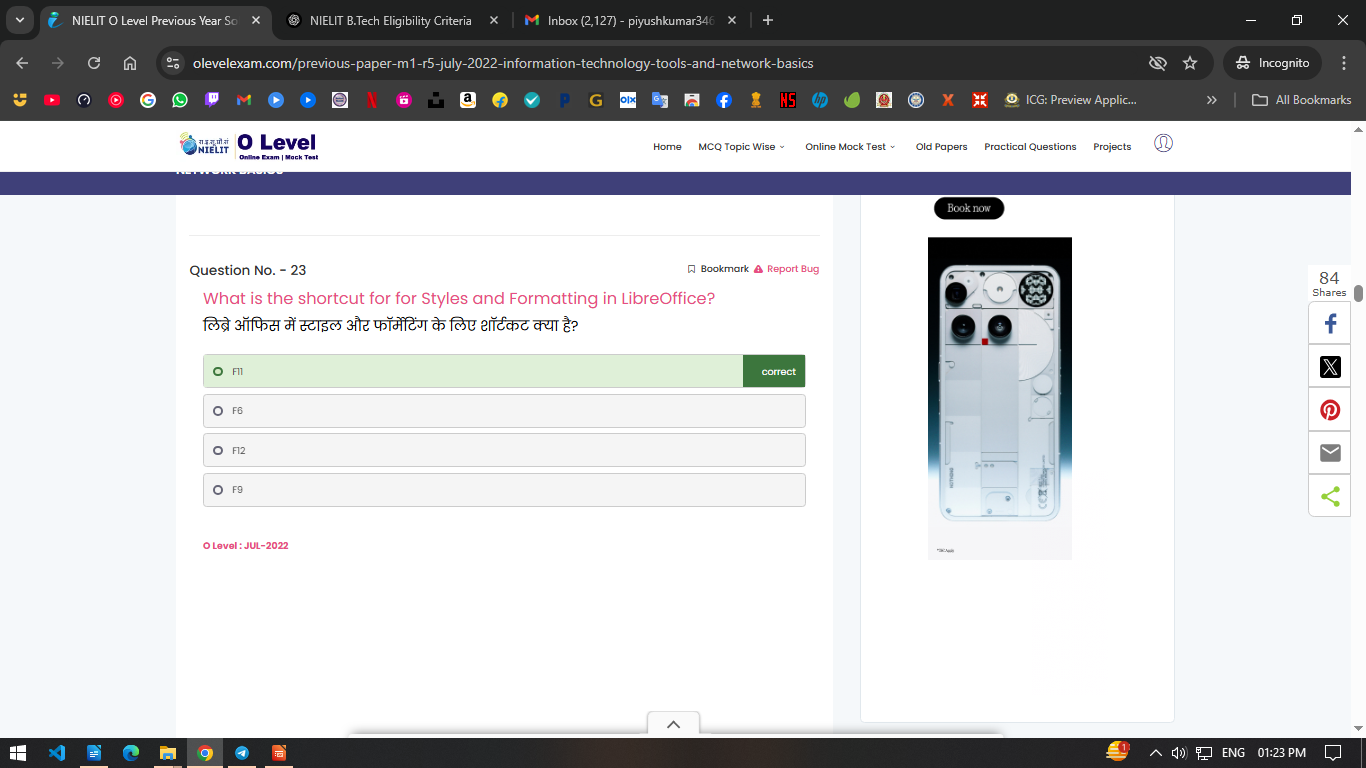 NIELIT O Level Previous Year So
NIELIT B.Tech Eligibility Criteria
Inbox (2,127) - piyushkumar346
olevelexam.com/previous-paper-m1-r5-july-2022-information-technology-tools-and-network-basics
Incognito
ICG: Preview Applic...
All Bookmarks
NIELIT
O Level
Online Exam | Mock Test
Home
MCQ Topic Wise
Online Mock Test
Old Papers
Practical Questions
Projects
NETWORK BASICS
Book now
Question No. - 23
Bookmark
Report Bug
What is the shortcut for for Styles and Formatting in LibreOffice?
लिब्रे ऑफिस में स्टाइल और फॉर्मेटिंग के लिए शॉर्टकट क्या है?
F11
correct
F6
F12
F9
O Level : JUL-2022
84
Shares
ENG
01:23 PM